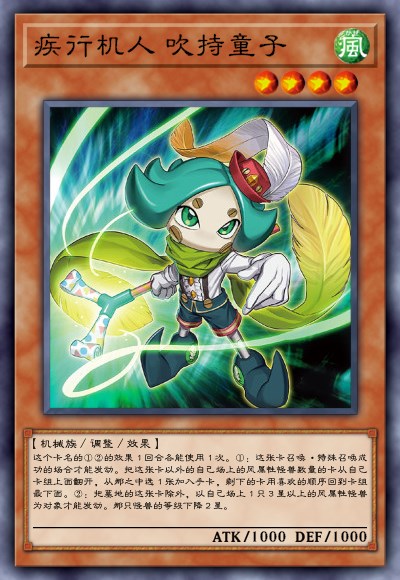 疾行机人 吹持童子
風
【机械族／调整／效果】
这个卡名的①②的效果1回合各能使用1次。①：这张卡召唤·特殊召唤成
功的场合才能发动。把这张卡以外的自己场上的风属性怪兽数量的卡从自己
卡组上面翻开，从那之中选1张加入手卡，剩下的卡用喜欢的顺序回到卡组
最下面。②：把墓地的这张卡除外，以自己场上1只3星以上的风属性怪兽
为对象才能发动。那只怪兽的等级下降2星。
ATK/1000 DEF/1000